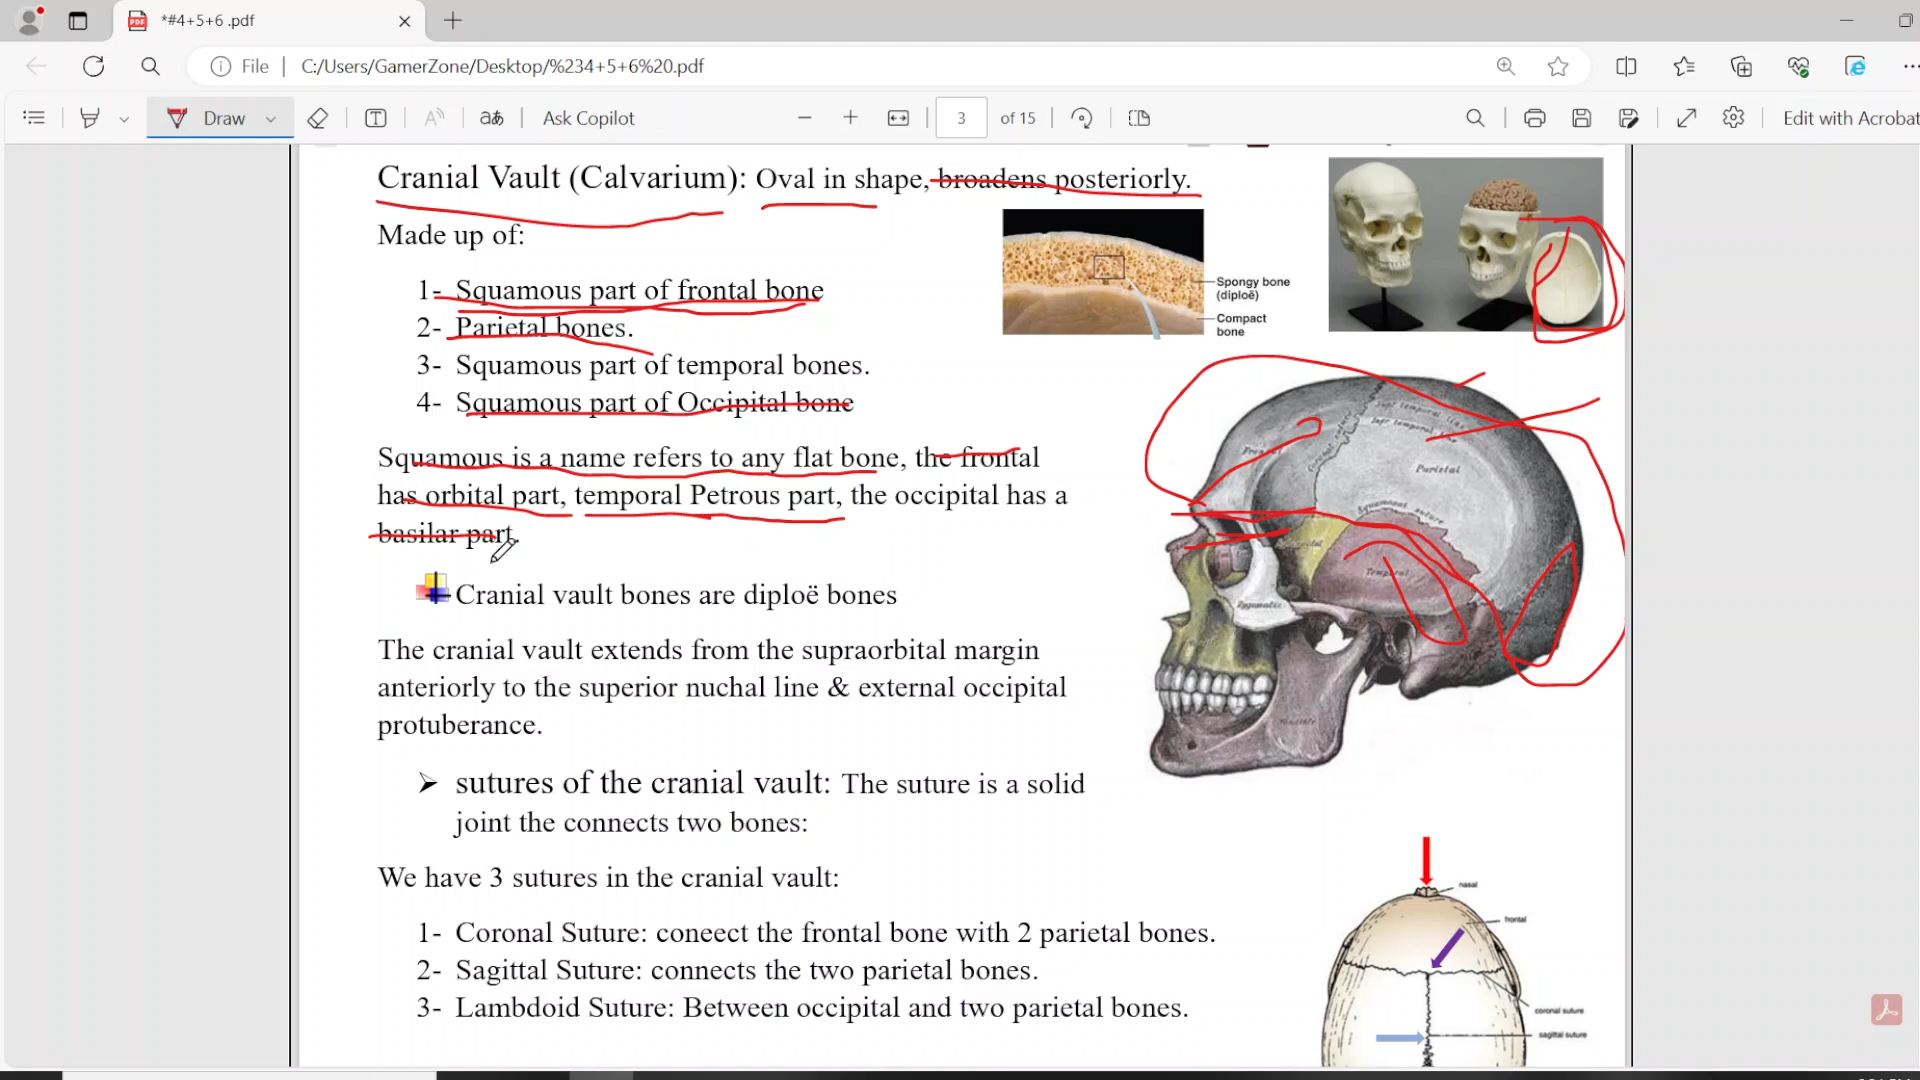 *#4+5+6 .pdf
File
C:/Users/GamerZone/Desktop/%234+5+6%20.pdf
Draw
Ask Copilot
3 of 15
Edit with Acrobat
Cranial Vault (Calvarium): Oval in shape, broadens posteriorly.
Made up of:
1- Squamous part of frontal bone
2- Parietal bones.
3- Squamous part of temporal bones.
4- Squamous part of Occipital bone
Spongy bone
(diploë)
Compact
bone
Squamous is a name refers to any flat bone, the frontal
has orbital part, temporal Petrous part, the occipital has a
basilar part.
Cranial vault bones are diploë bones
The cranial vault extends from the supraorbital margin
anteriorly to the superior nuchal line & external occipital
protuberance.
Coronal suture
Parietal
Squamous suture
Temporal
Zygomatic
➢ sutures of the cranial vault: The suture is a solid
joint the connects two bones:
We have 3 sutures in the cranial vault:
1- Coronal Suture: coneect the frontal bone with 2 parietal bones.
2- Sagittal Suture: connects the two parietal bones.
3- Lambdoid Suture: Between occipital and two parietal bones.
nasal
frontal
coronal suture
sagittal suture